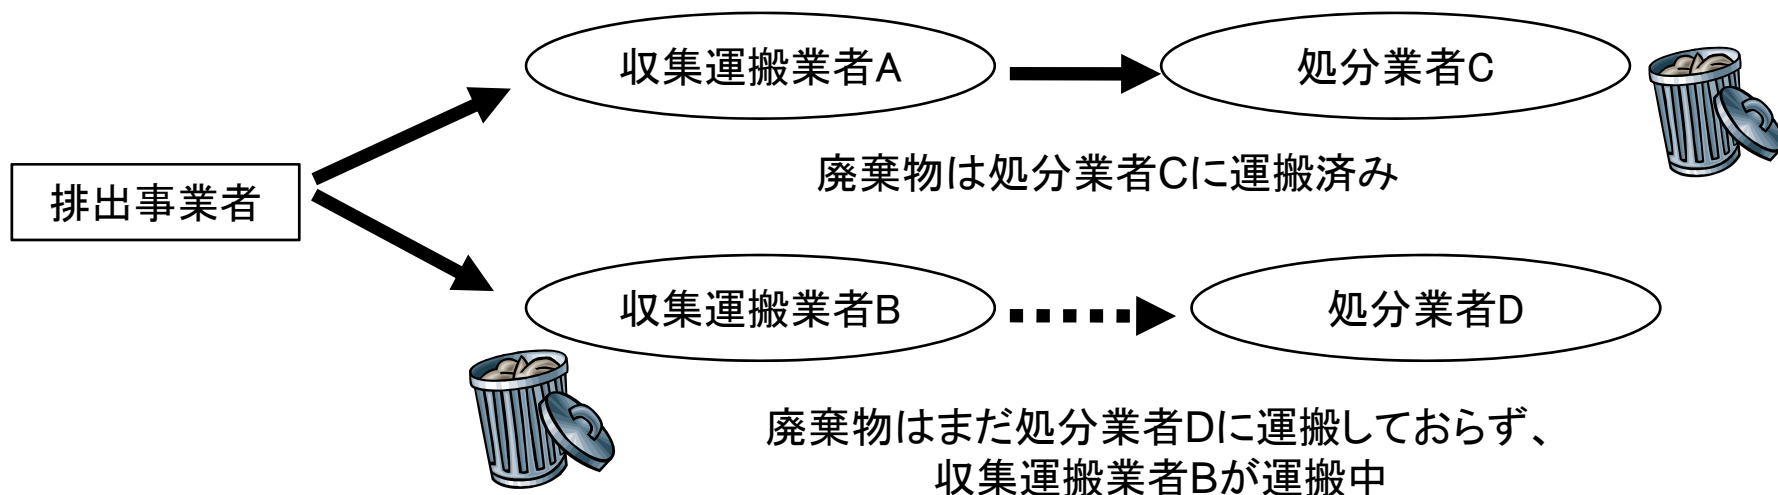 収集運搬業者A
処分業者C
廃棄物は処分業者Cに運搬済み
排出事業者
収集運搬業者B
処分業者D
廃棄物はまだ処分業者Dに運搬しておらず、
収集運搬業者Bが運搬中